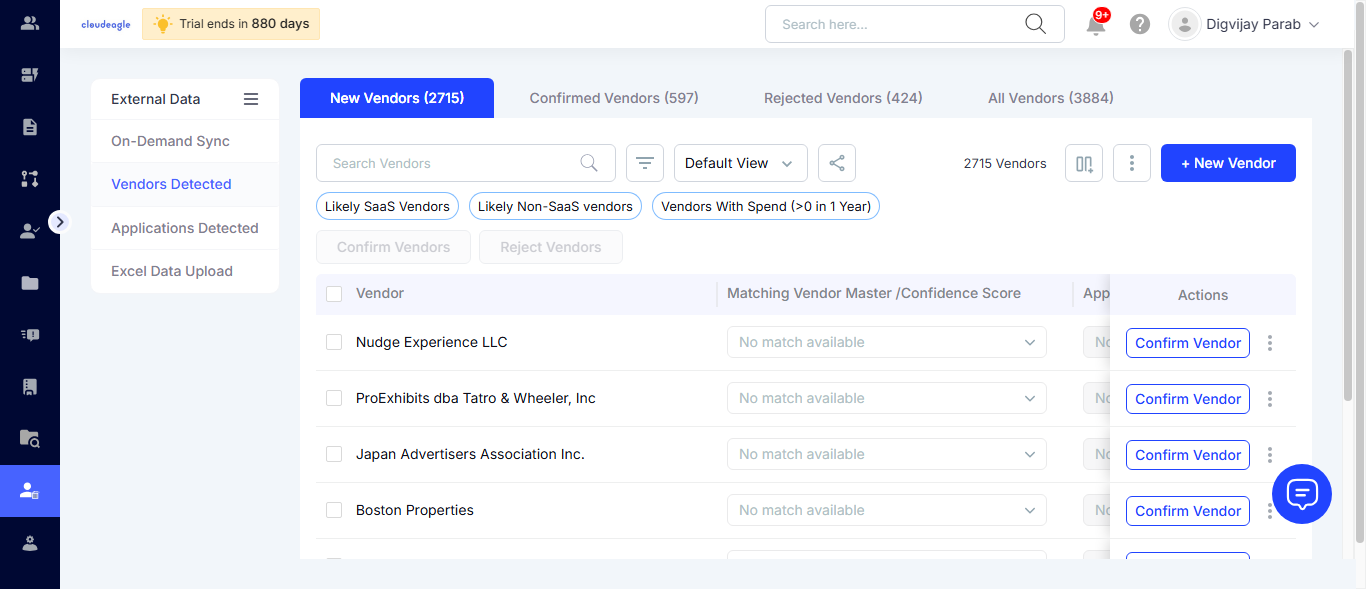 cloudeagle
Trial ends in 880 days
Search here...
9+
Digvijay Parab
External Data
On-Demand Sync
Vendors Detected
Applications Detected
Excel Data Upload
New Vendors (2715)
Confirmed Vendors (597)
Rejected Vendors (424)
All Vendors (3884)
Search Vendors
Default View
2715 Vendors
+ New Vendor
Likely SaaS Vendors
Likely Non-SaaS vendors
Vendors With Spend (>0 in 1 Year)
Confirm Vendors
Reject Vendors
Vendor
Matching Vendor Master /Confidence Score
App
Actions
Nudge Experience LLC
No match available
No
Confirm Vendor
ProExhibits dba Tatro & Wheeler, Inc
No match available
No
Confirm Vendor
Japan Advertisers Association Inc.
No match available
No
Confirm Vendor
Boston Properties
No match available
No
Confirm Vendor